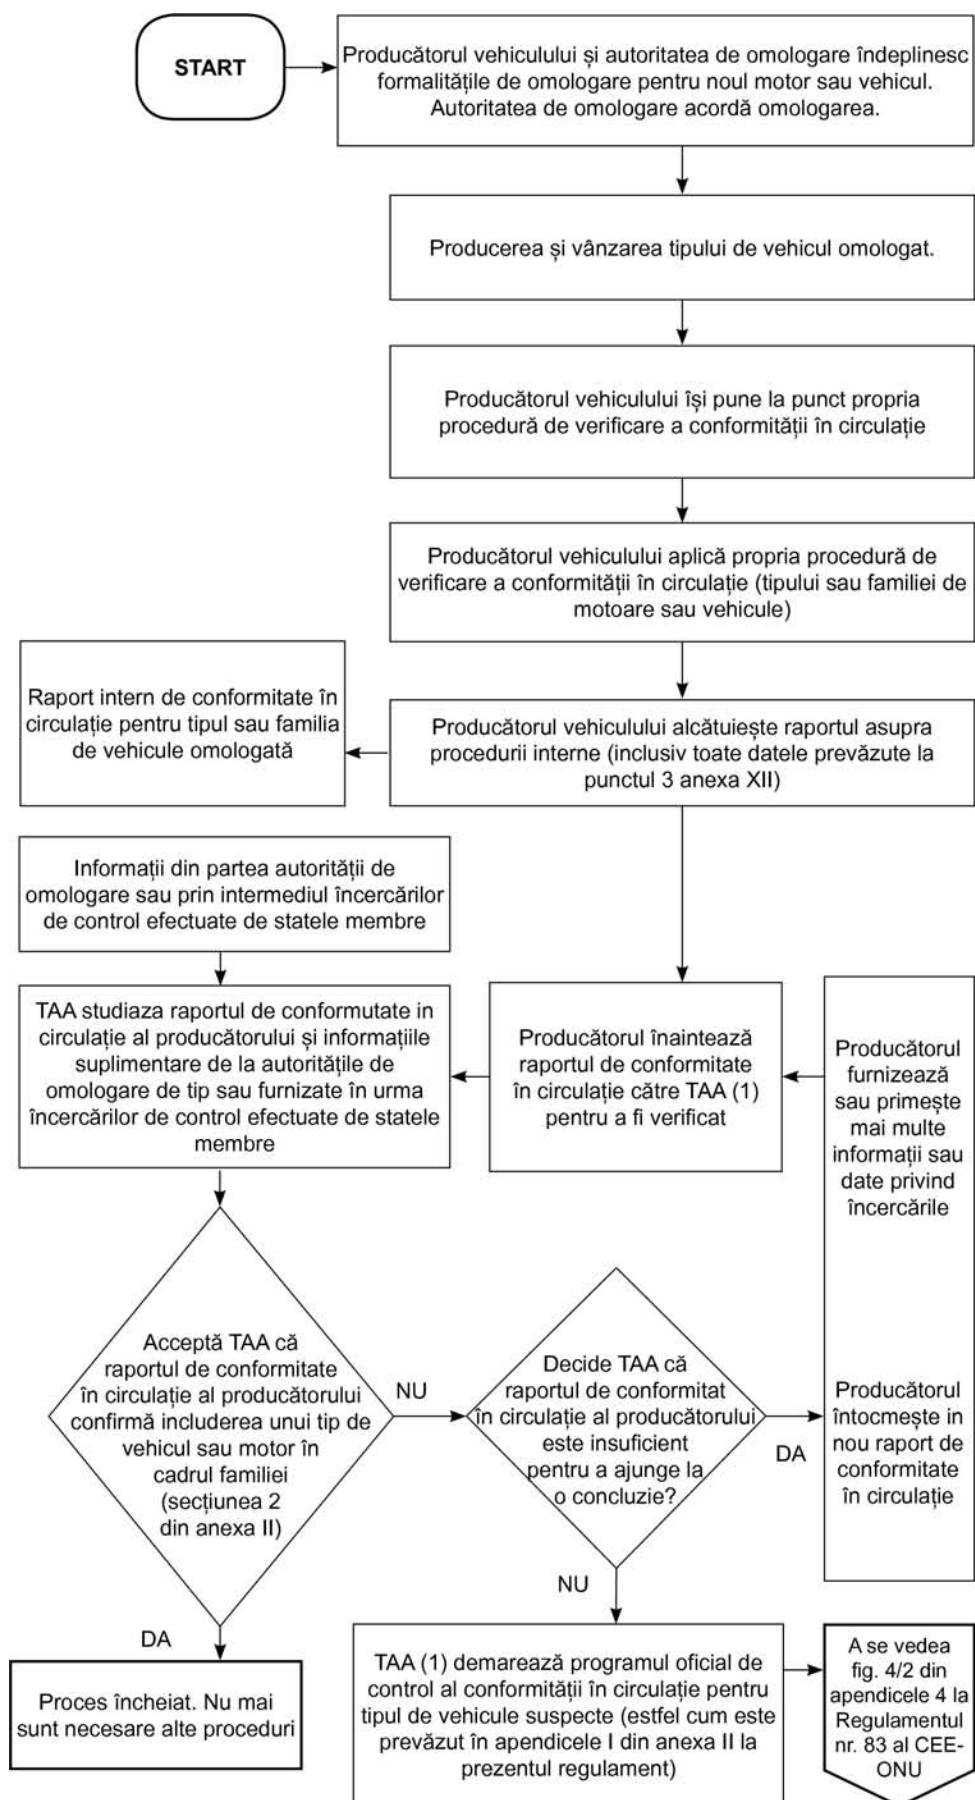 START
Producătorul vehiculului și autoritatea de omologare îndeplinesc
formalitățile de omologare pentru noul motor sau vehicul.
Autoritatea de omologare acordă omologarea.
Producerea și vânzarea tipului de vehicul omologat.
Producătorul vehiculului își pune la punct propria
procedură de verificare a conformității în circulație
Producătorul vehiculului aplică propria procedură de
verificare a conformității în circulație (tipului sau familiei de
motoare sau vehicule)
Raport intern de conformitate în
circulație pentru tipul sau familia
de vehicule omologată
Producătorul vehiculului alcătuiește raportul asupra
procedurii interne (inclusiv toate datele prevăzute la
punctul 3 anexa XII)
Informații din partea autorității de
omologare sau prin intermediul încercărilor
de control efectuate de statele membre
TAA studiaza raportul de conformutate in
circulație al producătorului și informațiile
suplimentare de la autoritățile de
omologare de tip sau furnizate în urma
încercărilor de control efectuate de statele
membre
Producătorul înaintează
raportul de conformitate
în circulație către TAA (1)
pentru a fi verificat
Producătorul
furnizează
sau primește
mai multe
informații sau
date privind
încercările
Producătorul
întocmește in
nou raport de
conformitate
în circulație
Acceptă TAA că
raportul de conformitate
în circulație al producătorului
confirmă includerea unui tip de
vehicul sau motor în
cadrul familiei
(secțiunea 2
din anexa II)
NU
Decide TAA că
raportul de conformitat
în circulație al producătorului
este insuficient
pentru a ajunge la
o concluzie?
DA
NU
DA
Proces încheiat. Nu mai
sunt necesare alte proceduri
TAA (1) demarează programul oficial de
control al conformității în circulație pentru
tipul de vehicule suspecte (estfel cum este
prevăzut în apendicele I din anexa II la
prezentul regulament)
A se vedea
fig. 4/2 din
apendicele 4 la
Regulamentul
nr. 83 al CEE-
ONU